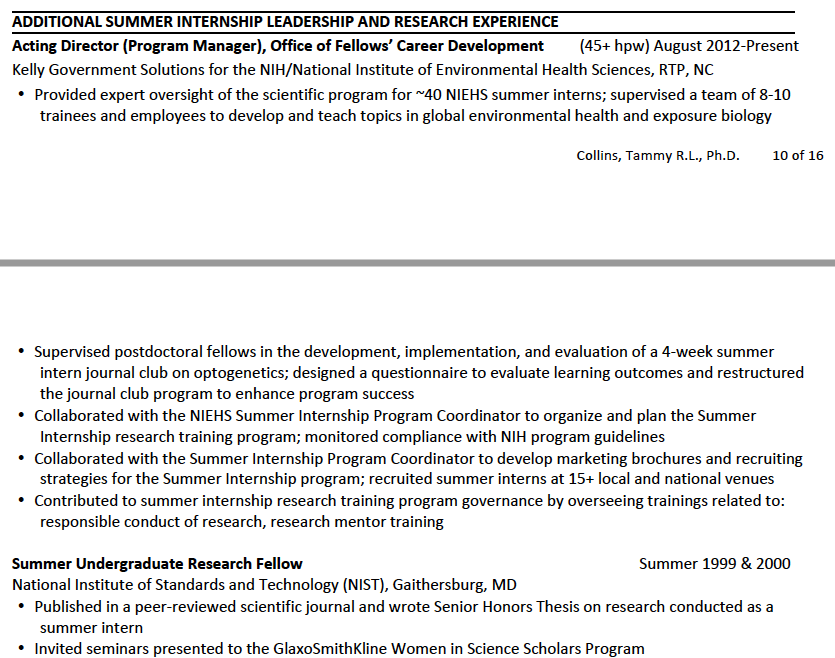 ADDITIONAL SUMMER INTERNSHIP LEADERSHIP AND RESEARCH EXPERIENCE
Acting Director (Program Manager), Office of Fellows’ Career Development (45+ hpw) August 2012-Present
Kelly Government Solutions for the NIH/National Institute of Environmental Health Sciences, RTP, NC
• Provided expert oversight of the scientific program for ~40 NIEHS summer interns; supervised a team of 8-10
trainees and employees to develop and teach topics in global environmental health and exposure biology
Collins, Tammy R.L., Ph.D. 10 of 16
• Supervised postdoctoral fellows in the development, implementation, and evaluation of a 4-week summer
intern journal club on optogenetics; designed a questionnaire to evaluate learning outcomes and restructured
the journal club program to enhance program success
• Collaborated with the NIEHS Summer Internship Program Coordinator to organize and plan the Summer
Internship research training program; monitored compliance with NIH program guidelines
• Collaborated with the Summer Internship Program Coordinator to develop marketing brochures and recruiting
strategies for the Summer Internship program; recruited summer interns at 15+ local and national venues
• Contributed to summer internship research training program governance by overseeing trainings related to:
responsible conduct of research, research mentor training
Summer Undergraduate Research Fellow Summer 1999 & 2000
National Institute of Standards and Technology (NIST), Gaithersburg, MD
• Published in a peer-reviewed scientific journal and wrote Senior Honors Thesis on research conducted as a
summer intern
• Invited seminars presented to the GlaxoSmithKline Women in Science Scholars Program